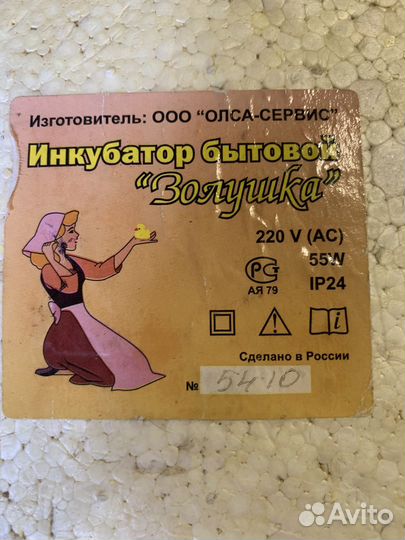 Изготовитель: ООО "ОЛСА-СЕРВИС"
Инкубатор бытовой
"Золушка"
220 V (AC)
55W
АЯ 79
IP24
Сделано в России
№ 5410
Avito